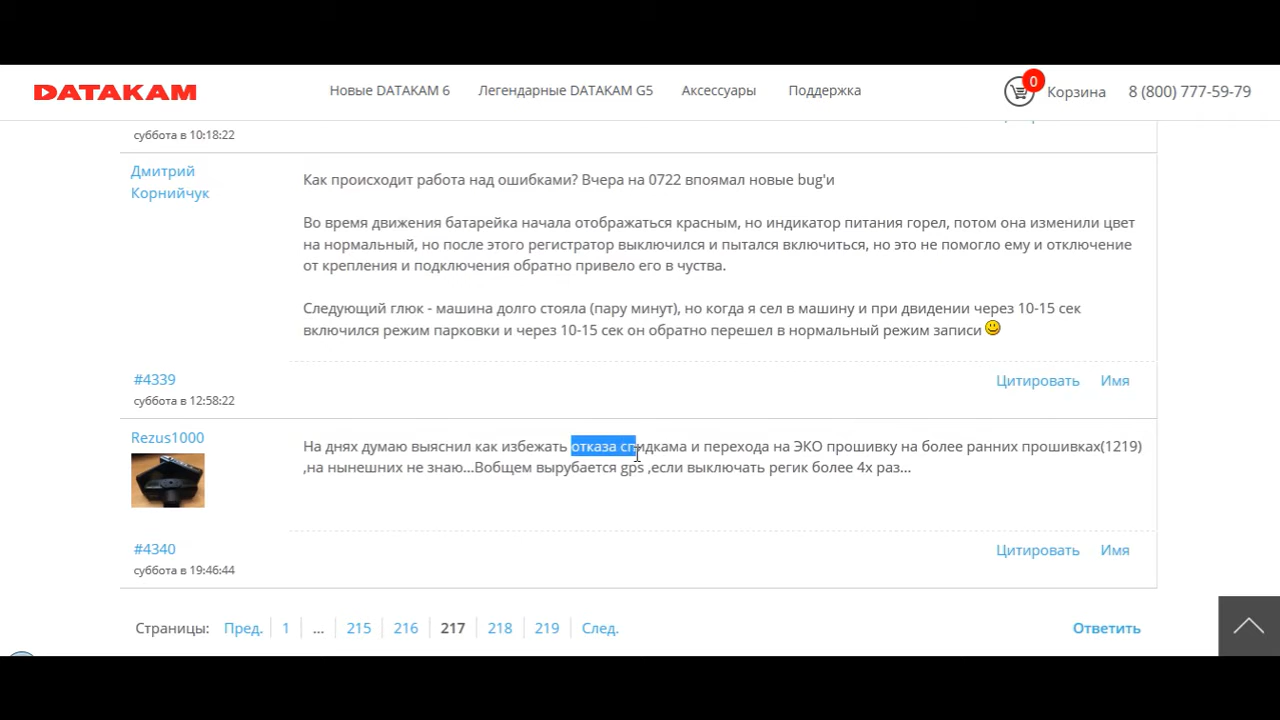 DATAKAM
Новые DATAKAM 6
Легендарные DATAKAM G5
Аксессуары
Поддержка
0
Корзина
8 (800) 777-59-79
суббота в 10:18:22
Дмитрий
Корнийчук
Как происходит работа над ошибками? Вчера на 0722 впоямал новые bug'и
Во время движения батарейка начала отображаться красным, но индикатор питания горел, потом она изменили цвет
на нормальный, но после этого регистратор выключился и пытался включиться, но это не помогло ему и отключение
от крепления и подключения обратно привело его в чуства.
Следующий глюк - машина долго стояла (пару минут), но когда я сел в машину и при двидении через 10-15 сек
включился режим парковки и через 10-15 сек он обратно перешел в нормальный режим записи
#4339
суббота в 12:58:22
Цитировать
Имя
Rezus1000
На днях думаю выяснил как избежать отказа спидкама и перехода на ЭКО прошивку на более ранних прошивках(1219)
,на нынешних не знаю...Вобщем вырубается gps ,если выключать регик более 4х раз...
#4340
суббота в 19:46:44
Цитировать
Имя
Страницы: Пред. 1 ... 215 216 217 218 219 След.
Ответить